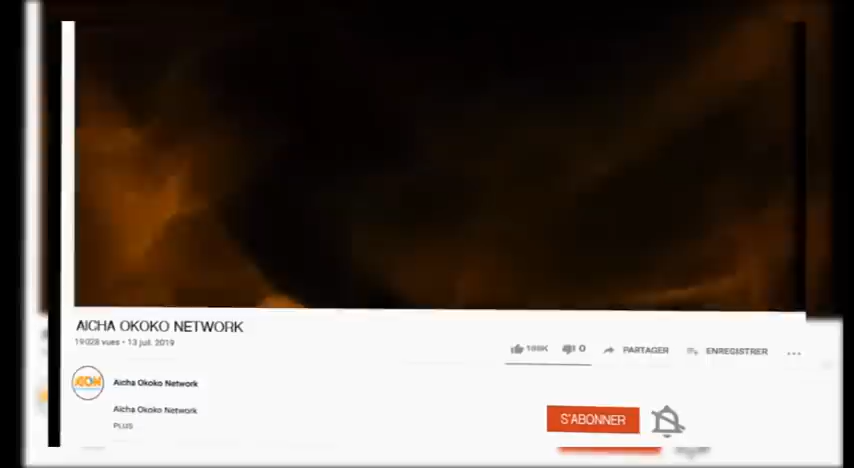 AICHA OKOKO NETWORK
19 028 vues • 13 juil. 2019
188K 0 PARTAGER ENREGISTRER
AON
Aicha Okoko Network
Aicha Okoko Network
PLUS
S'ABONNER